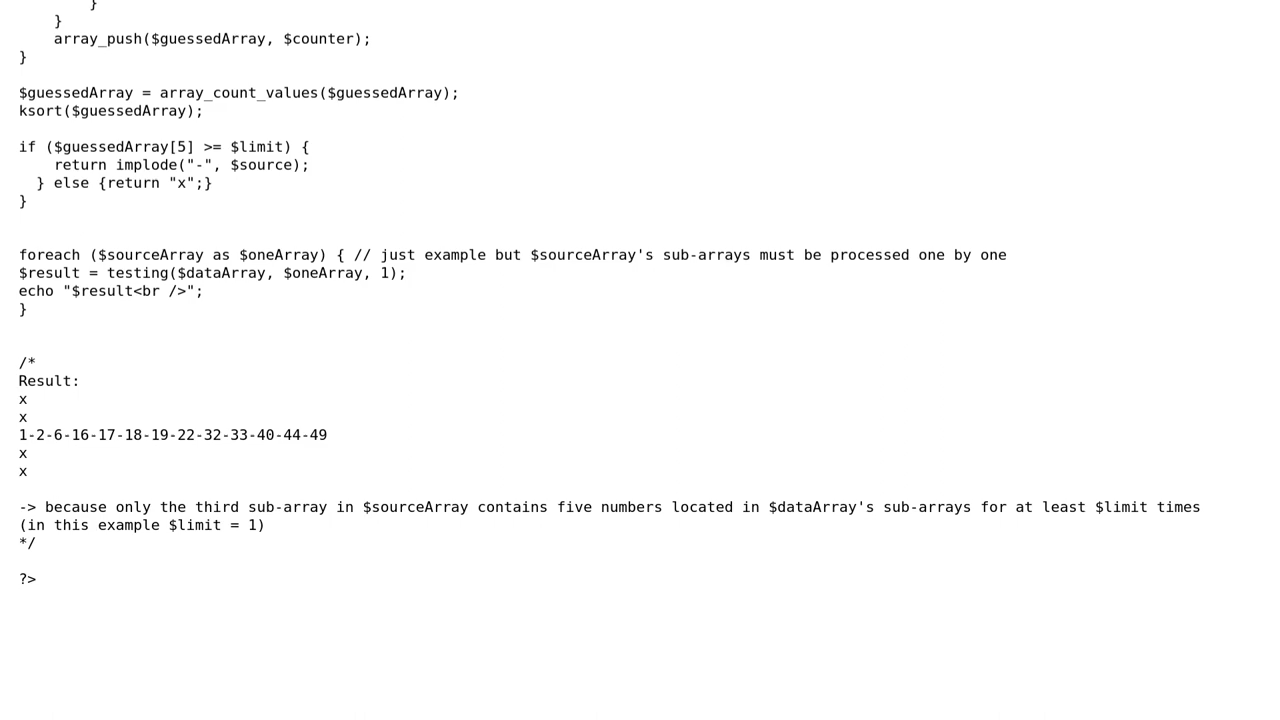 }
}
array_push($guessedArray, $counter);
}
$guessedArray = array_count_values($guessedArray);
ksort($guessedArray);
if ($guessedArray[5] >= $limit) {
return implode("-", $source);
} else {return "x";}
}
foreach ($sourceArray as $oneArray) { // just example but $sourceArray's sub-arrays must be processed one by one
$result = testing($dataArray, $oneArray, 1);
echo "$result<br />";
}
/*
Result:
x
x
1-2-6-16-17-18-19-22-32-33-40-44-49
x
x
-> because only the third sub-array in $sourceArray contains five numbers located in $dataArray's sub-arrays for at least $limit times
(in this example $limit = 1)
*/
?>